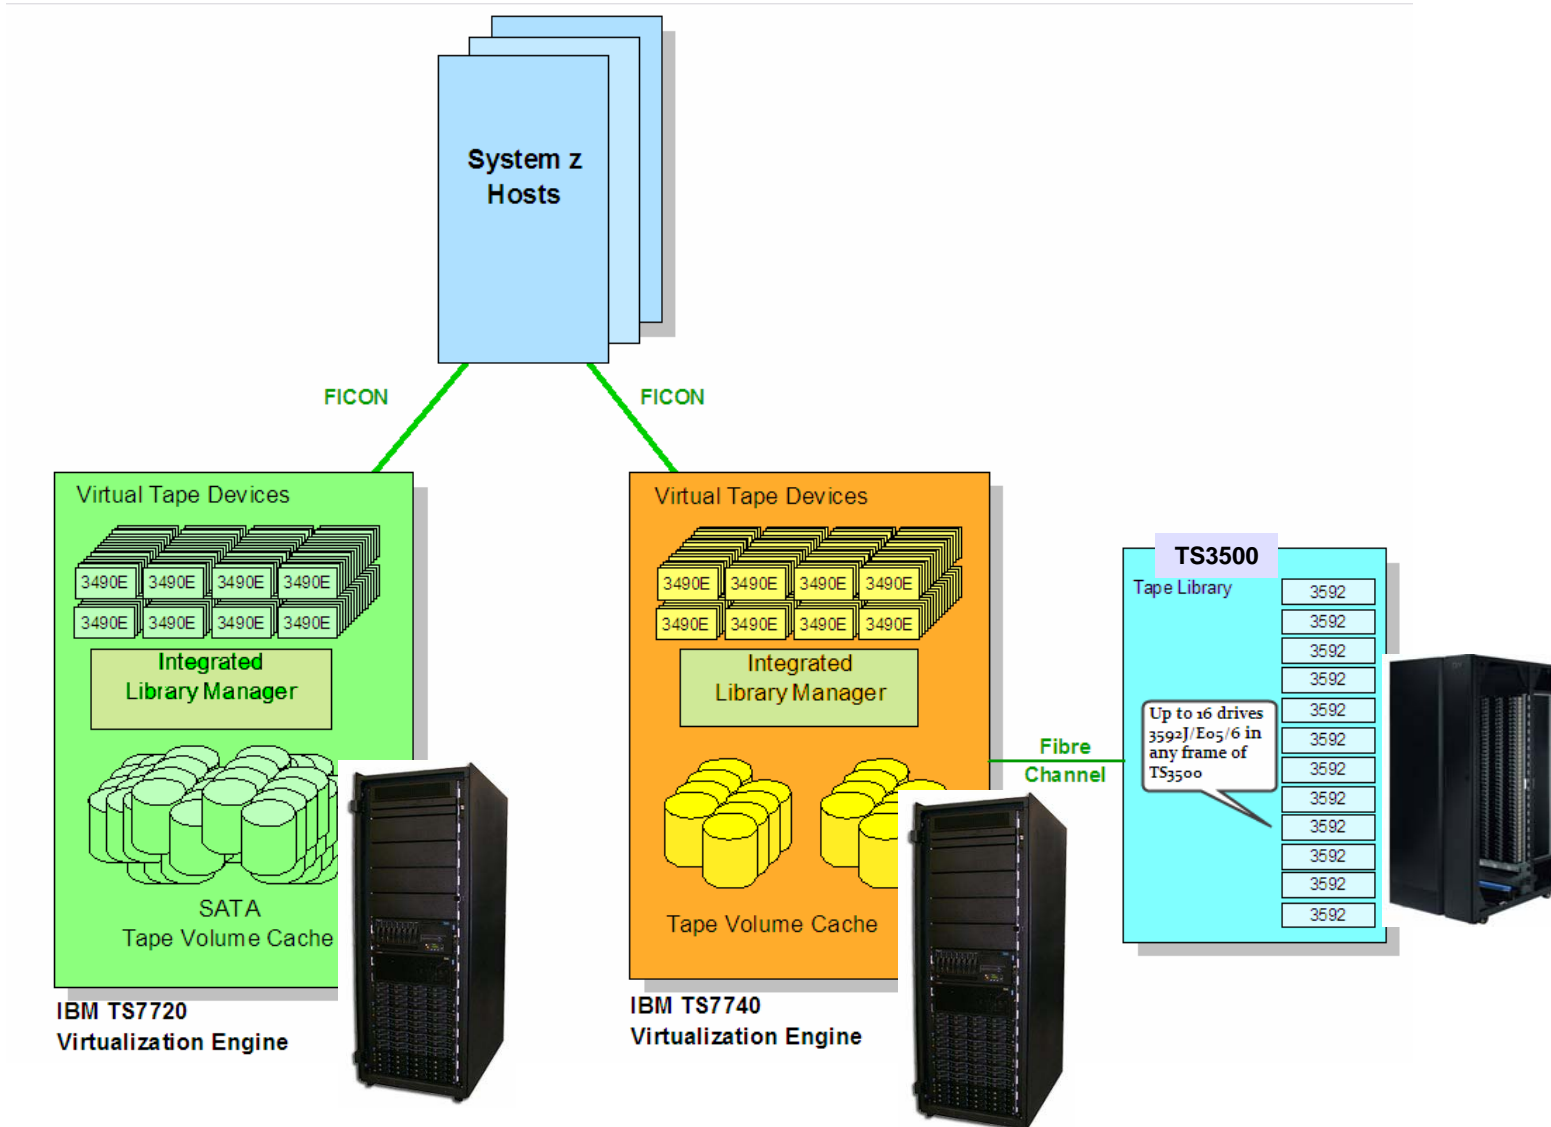 System z
Hosts
FICON
FICON
Virtual Tape Devices
3490E 3490E 3490E 3490E
3490E 3490E 3490E 3490E
Integrated
Library Manager
SATA
Tape Volume Cache
IBM TS7720
Virtualization Engine
Virtual Tape Devices
3490E 3490E 3490E 3490E
3490E 3490E 3490E 3490E
Integrated
Library Manager
Tape Volume Cache
IBM TS7740
Virtualization Engine
Fibre
Channel
TS3500
Tape Library
3592
3592
3592
3592
3592
3592
3592
3592
3592
3592
3592
3592
Up to 16 drives
3592J/E05/6 in
any frame of
TS3500